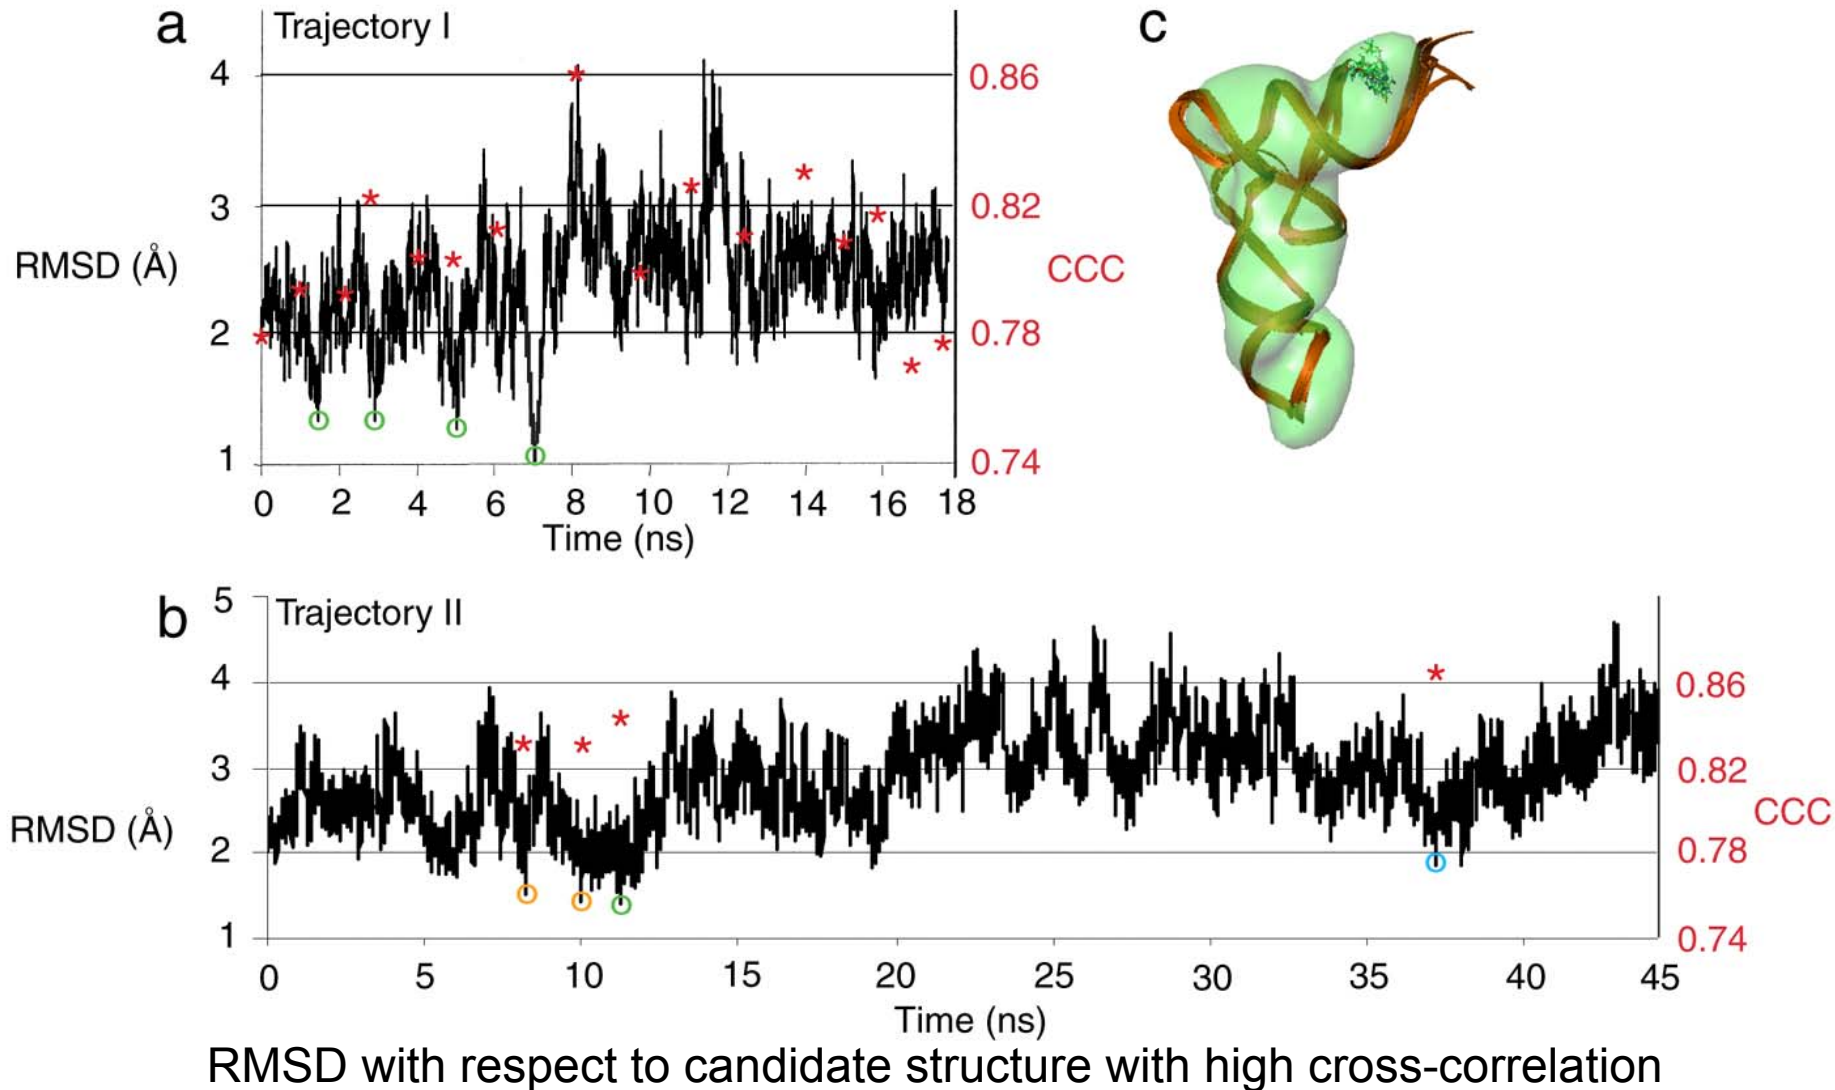 a Trajectory I
4
3
2
1
RMSD (Å)
0.86
0.82
0.78
0.74
CCC
0 2 4 6 8 10 12 14 16 18
Time (ns)
c
b Trajectory II
5
4
3
2
1
RMSD (Å)
0.86
0.82
0.78
0.74
CCC
0 5 10 15 20 25 30 35 40 45
Time (ns)
RMSD with respect to candidate structure with high cross-correlation